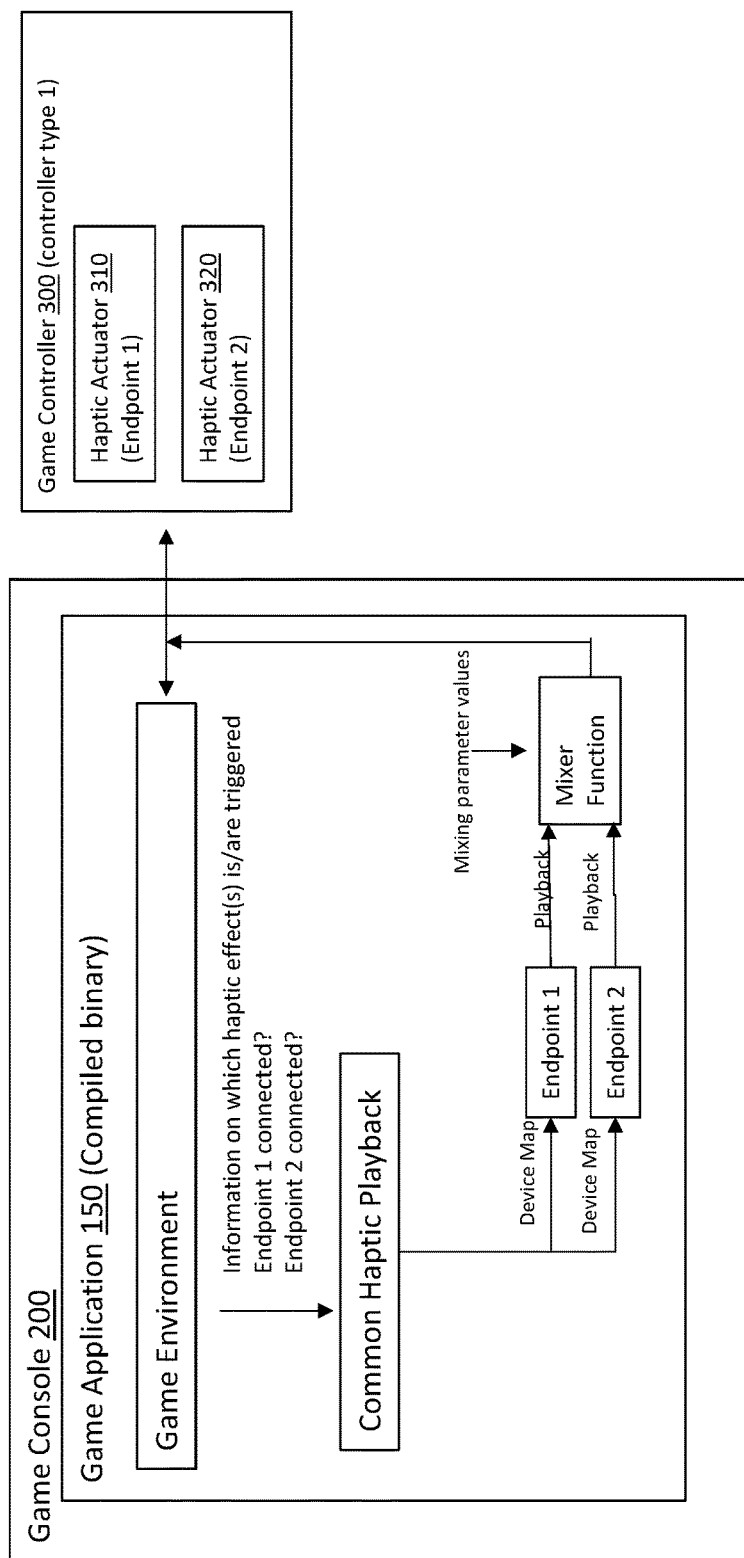 Game Console 200
Game Application 150 (Compiled binary)
Game Environment
Information on which haptic effect(s) is/are triggered
Endpoint 1 connected?
Endpoint 2 connected?
Common Haptic Playback
Device Map
Device Map
Endpoint 1
Endpoint 2
Playback
Playback
Mixing parameter values
Mixer
Function
Game Controller 300 (controller type 1)
Haptic Actuator 310
(Endpoint 1)
Haptic Actuator 320
(Endpoint 2)